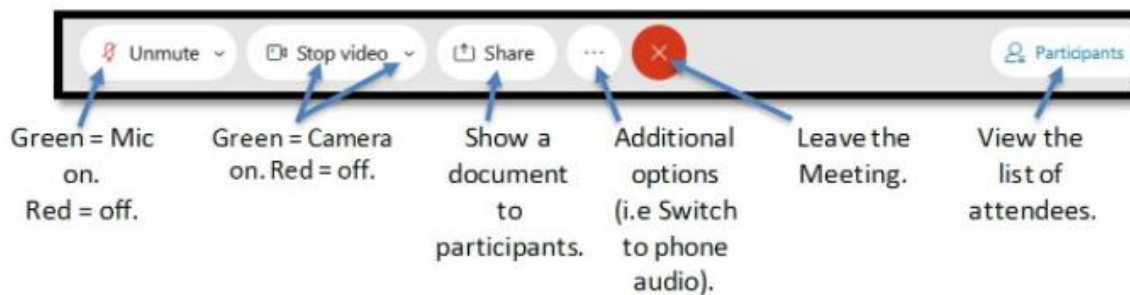 Unmute
Stop video
Share
...
Participants
Green = Mic
on.
Red = off.
Green = Camera
on. Red = off.
Show a
document
to
participants.
Additional
options
(i.e Switch
to phone
audio).
Leave the
Meeting.
View the
list of
attendees.